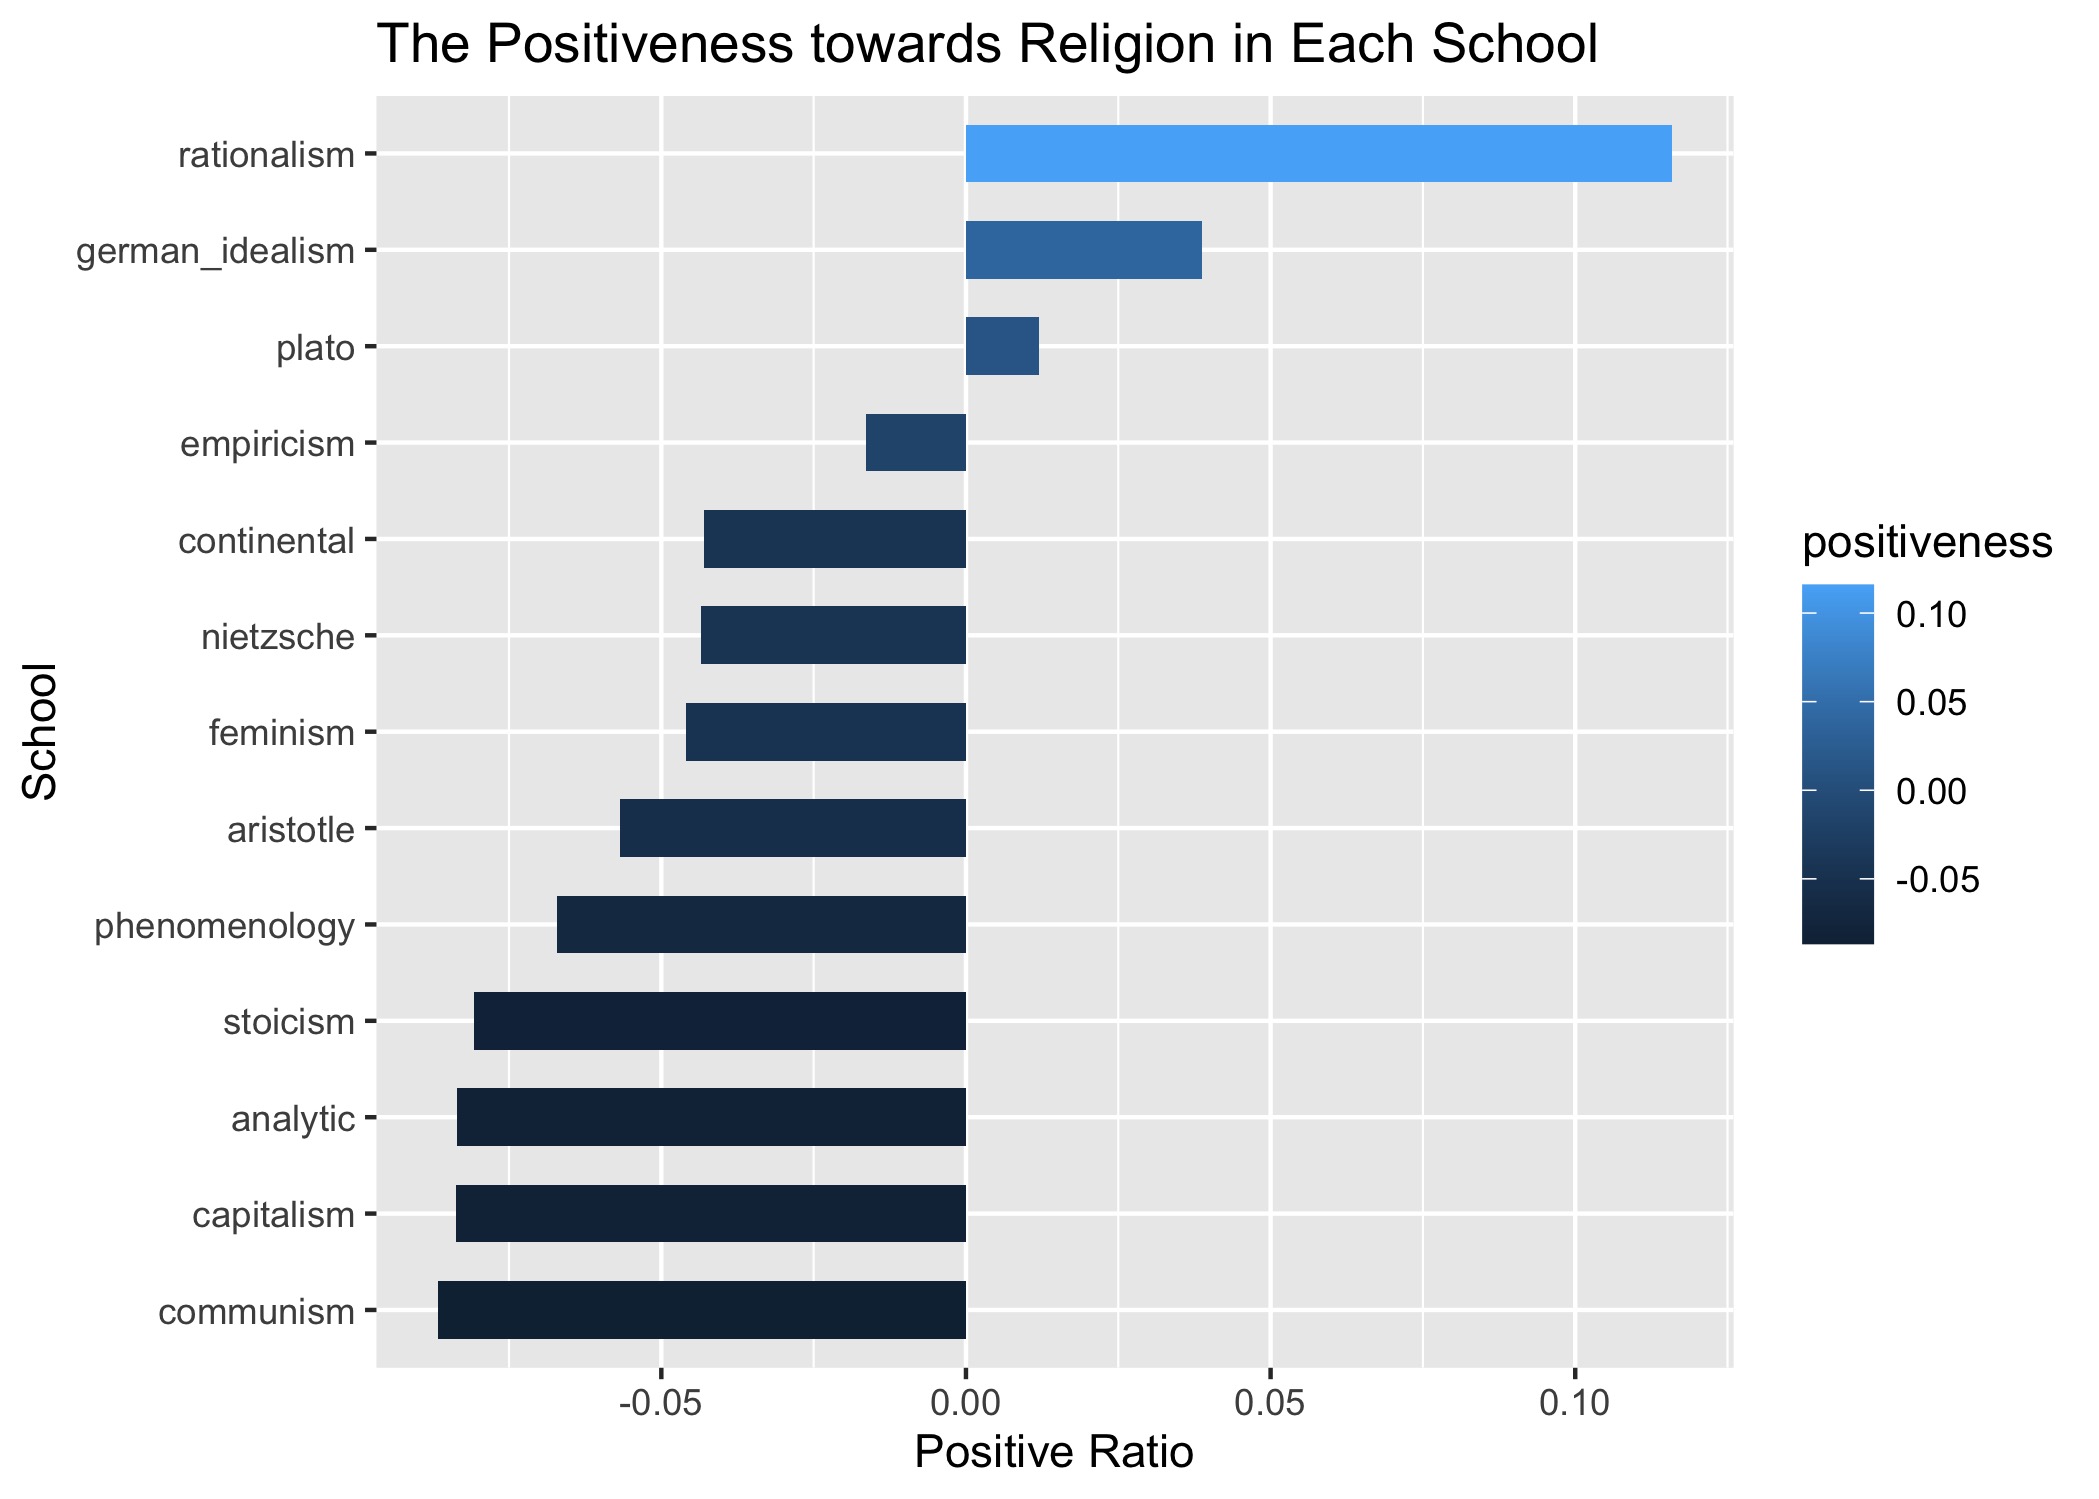 The Positiveness towards Religion in Each School
rationalism
german_idealism
plato
empiricism
continental
nietzsche
feminism
aristotle
phenomenology
stoicism
analytic
capitalism
communism
School
-0.05
0.00
0.05
0.10
Positive Ratio
positiveness
0.10
0.05
0.00
-0.05